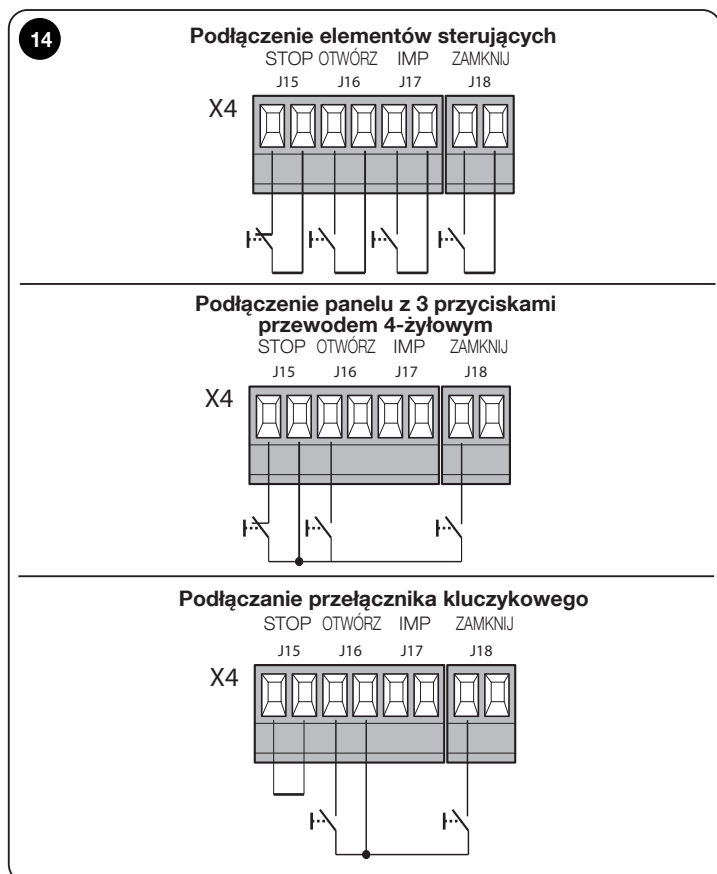 14
Podłączenie elementów sterujących
STOP OTWÓRZ IMP ZAMKNIJ
J15 J16 J17 J18
X4
Podłączenie panelu z 3 przyciskami
przewodem 4-żyłowym
STOP OTWÓRZ IMP ZAMKNIJ
J15 J16 J17 J18
X4
Podłączanie przełącznika kluczykowego
STOP OTWÓRZ IMP ZAMKNIJ
J15 J16 J17 J18
X4